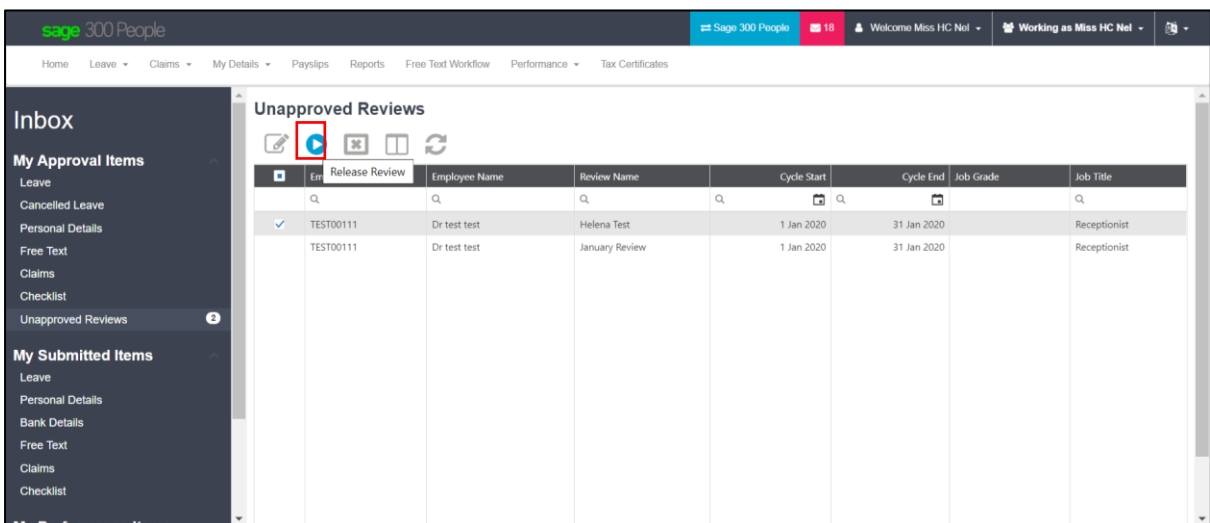 sage 300 People
Sage 300 People 18 Welcome Miss HC Nel Working as Miss HC Nel
Home Leave Claims My Details Payslips Reports Free Text Workflow Performance Tax Certificates
Inbox
My Approval Items
Leave
Cancelled Leave
Personal Details
Free Text
Claims
Checklist
Unapproved Reviews 2
My Submitted Items
Leave
Personal Details
Bank Details
Free Text
Claims
Checklist
Unapproved Reviews
Release Review
Em Employee Name Review Name Cycle Start Cycle End Job Grade Job Title
TEST00111 Dr test test Helena Test 1 Jan 2020 31 Jan 2020 Receptionist
TEST00111 Dr test test January Review 1 Jan 2020 31 Jan 2020 Receptionist